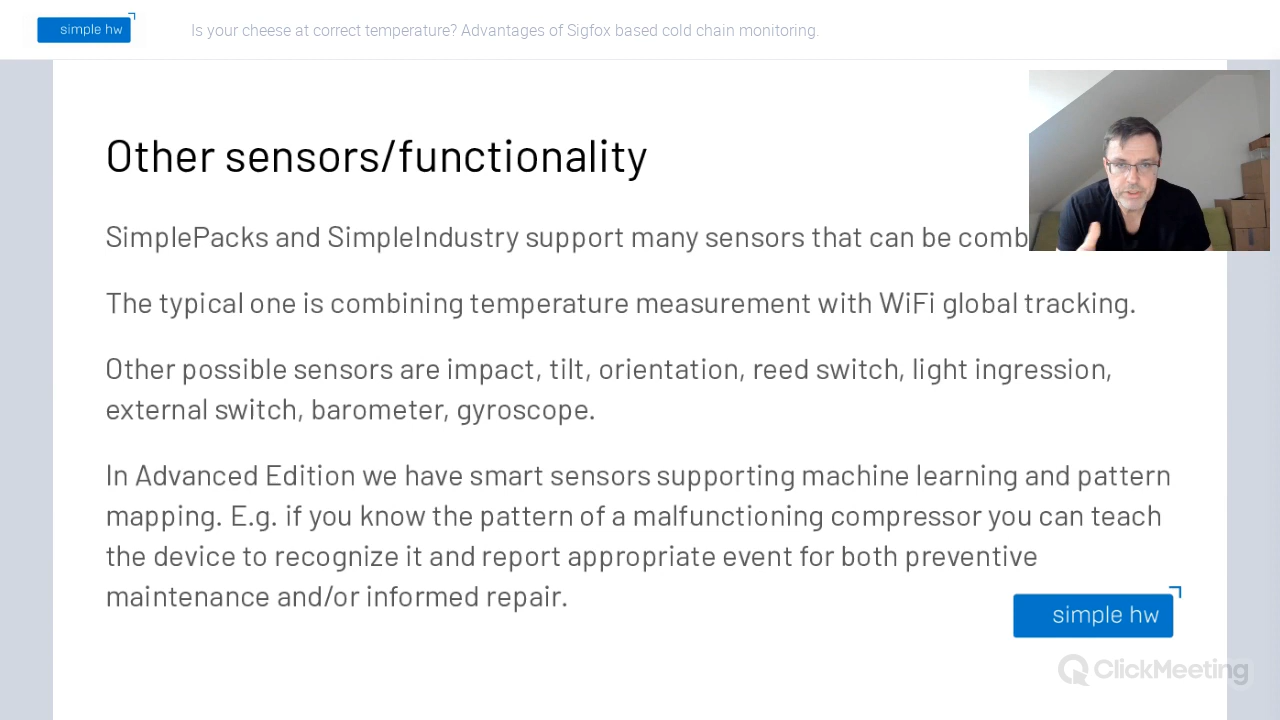 simple hw
Is your cheese at correct temperature? Advantages of Sigfox based cold chain monitoring.
Other sensors/functionality
SimplePacks and SimpleIndustry support many sensors that can be
The typical one is combining temperature measurement with WiFi global tracking.
Other possible sensors are impact, tilt, orientation, reed switch, light ingression,
external switch, barometer, gyroscope.
In Advanced Edition we have smart sensors supporting machine learning and pattern
mapping. E.g. if you know the pattern of a malfunctioning compressor you can teach
the device to recognize it and report appropriate event for both preventive
maintenance and/or informed repair.
simple hw
ClickMeeting